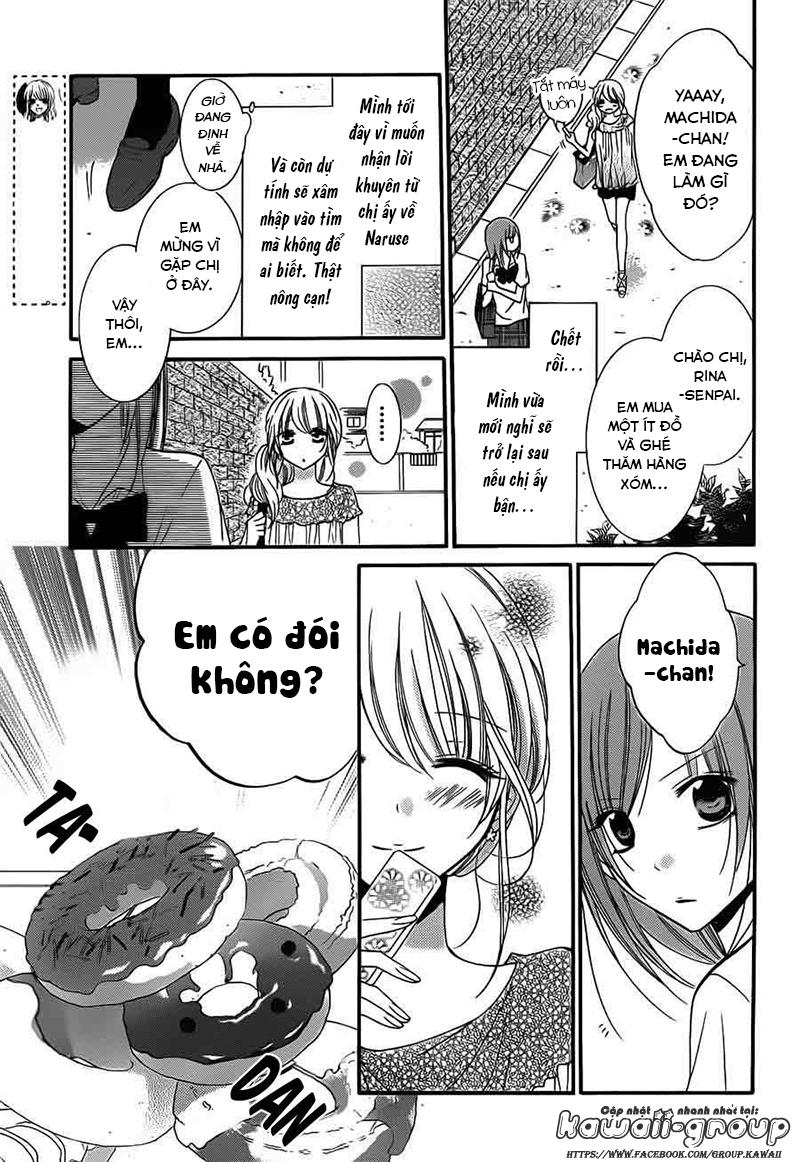 YAAAY,
MACHIDA
-CHAN!
EM ĐANG
LÀM GÌ
ĐÓ?
Tắt máy
luôn
CHÀO CHỊ,
RINA
-SENPAI.
EM MUA
MỘT ÍT ĐỒ
VÀ GHÉ
THĂM HÀNG
XÓM...
Chết
rồi...
Mình vừa
mới nghĩ sẽ
trở lại sau
nếu chị ấy
bận...
Mình tới
đây vì muốn
nhận lời
khuyên từ
chị ấy về
Naruse
Và còn dự
tính sẽ xâm
nhập vào tìm
mà không để
ai biết. Thật
nông cạn!
GIỜ
ĐANG
ĐỊNH
VỀ
NHÀ.
EM
MỪNG VÌ
GẶP CHỊ
Ở ĐÂY.
VẬY
THÔI,
EM...
Machida
-chan!
Em có đói
không?
TA-
DAN
Cập nhật nhanh nhất tại:
kawaii-group
HTTPS://WWW.FACEBOOK.COM/GROUP.KAWAII